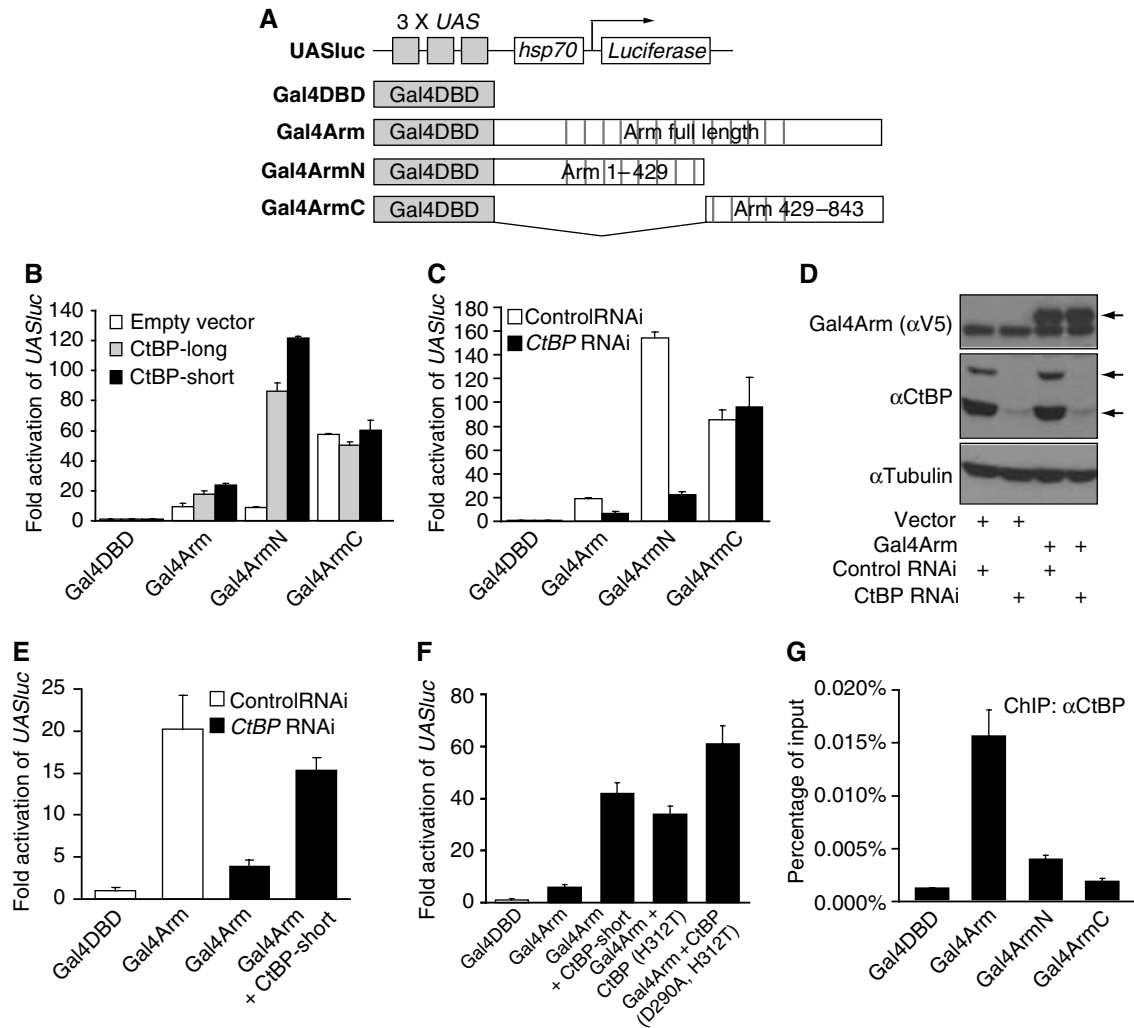 A
3 X UAS
UASluc
hsp70
Luciferase
Gal4DBD
Gal4DBD
Gal4Arm
Gal4DBD
Arm full length
Gal4ArmN
Gal4DBD
Arm 1–429
Gal4ArmC
Gal4DBD
Arm 429–843
B
Fold activation of UASluc
140
120
100
80
60
40
20
0
Empty vector
CtBP-long
CtBP-short
Gal4DBD
Gal4Arm
Gal4ArmN
Gal4ArmC
C
Fold activation of UASluc
180
160
140
120
100
80
60
40
20
0
ControlRNAi
CtBP RNAi
Gal4DBD
Gal4Arm
Gal4ArmN
Gal4ArmC
D
Gal4Arm (αV5)
αCtBP
αTubulin
Vector + +
Gal4Arm + +
Control RNAi + +
CtBP RNAi + +
E
Fold activation of UASluc
25
20
15
10
5
0
ControlRNAi
CtBP RNAi
Gal4DBD
Gal4Arm
Gal4Arm
Gal4Arm
+ CtBP-short
F
Fold activation of UASluc
80
60
40
20
0
Gal4DBD
Gal4Arm
Gal4Arm
+ CtBP-short
Gal4Arm +
CtBP (H312T)
Gal4Arm + CtBP
(D290A, H312T)
G
Percentage of input
0.020%
0.015%
0.010%
0.005%
0.000%
ChIP: αCtBP
Gal4DBD
Gal4Arm
Gal4ArmN
Gal4ArmC